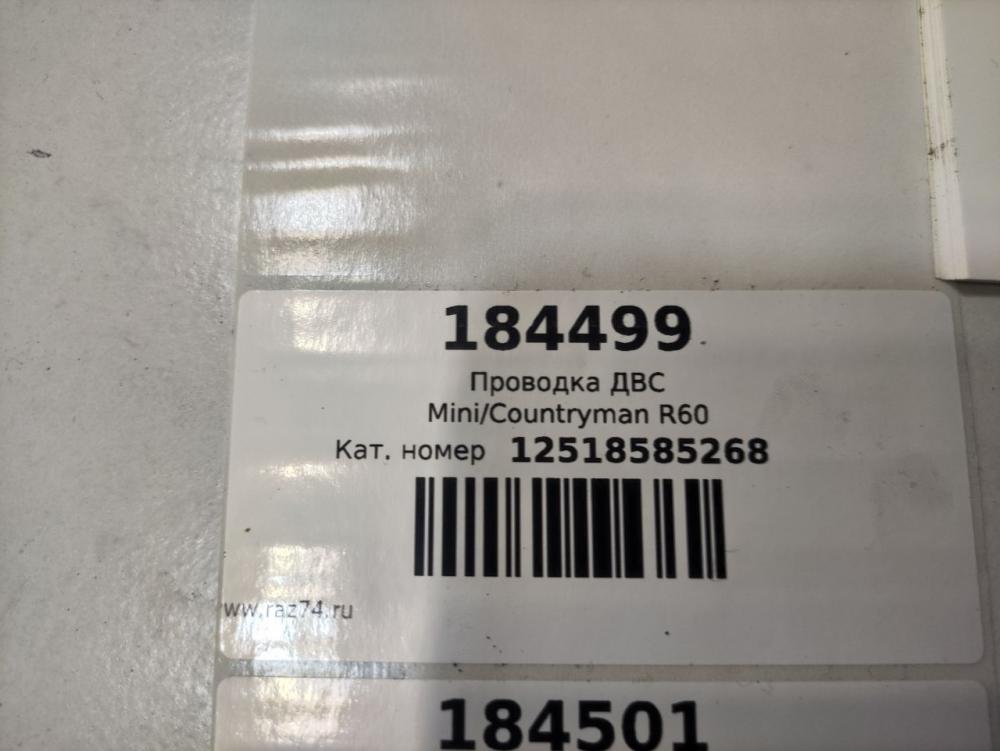 184499
Проводка ДВС
Mini/Countryman R60
Кат. номер 12518585268
ww.raz74.ru
184501